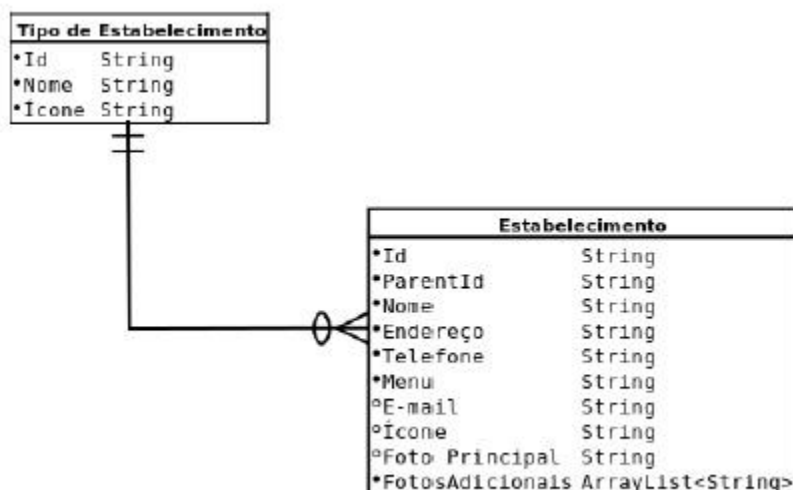 Tipo de Estabelecimento
•Id String
•Nome String
•Ícone String
Estabelecimento
•Id String
•ParentId String
•Nome String
•Endereço String
•Telefone String
•Menu String
°E-mail String
°Ícone String
°Foto Principal String
•FotosAdicionais ArrayList<String>